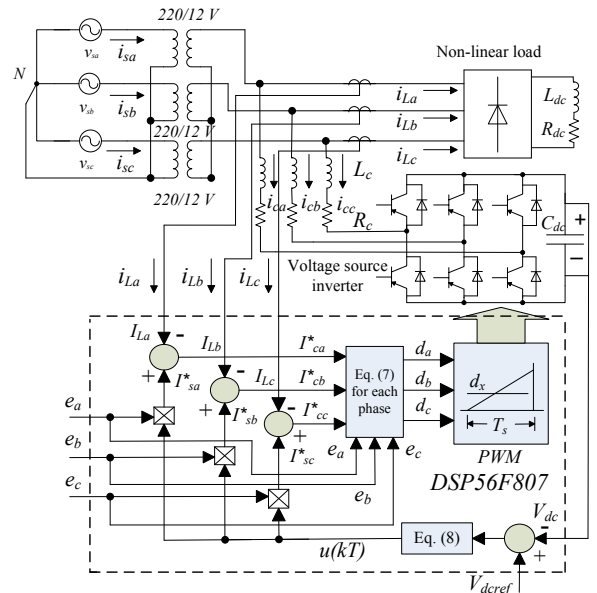 220/12 V
Non-linear load
v_sa
i_sa
N
v_sb
i_sb
220/12 V
v_sc
i_sc
220/12 V
i_La
i_Lb
i_Lc
L_dc
R_dc
L_c
i_ca
i_cb
i_cc
R_c
C_dc
+
−
Voltage source
inverter
i_La
i_Lb
i_Lc
I_La
-
+
I*_sa
I_Lb
-
+
I*_sb
I_Lc
-
+
I*_sc
I*_ca
I*_cb
I*_cc
Eq. (7)
for each
phase
d_a
d_b
d_c
d_x
T_s
PWM
DSP56F807
e_a
e_b
e_c
e_a
e_b
e_c
u(kT)
Eq. (8)
V_dc
-
+
V_dcref